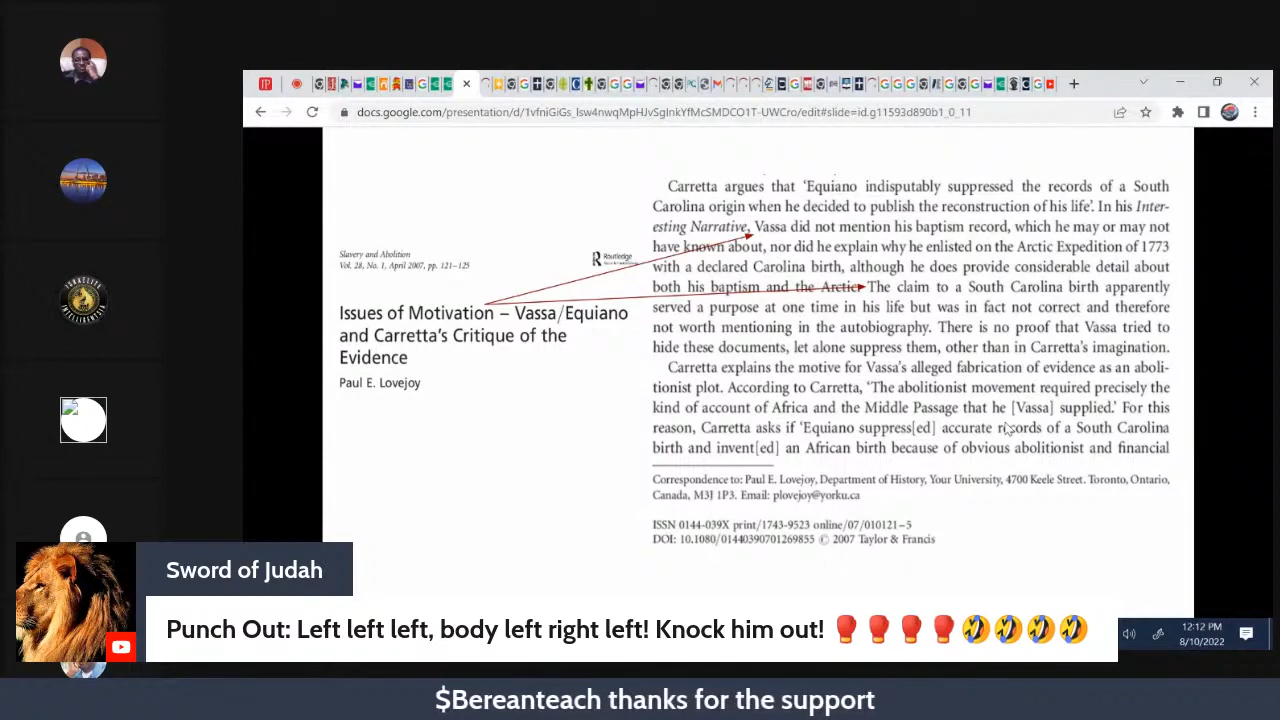 docs.google.com/presentation/d/1vfniGiGs_lsw4nwqMpHJvSgInkYfMcSMDCO1T-UWCro/edit#slide=id.g11593d890b1_0_11
Slavery and Abolition
Vol. 28, No. 1, April 2007, pp. 121–125
Routledge
Issues of Motivation – Vassa/Equiano
and Carretta's Critique of the
Evidence
Paul E. Lovejoy
Carretta argues that 'Equiano indisputably suppressed the records of a South
Carolina origin when he decided to publish the reconstruction of his life'. In his Inter-
esting Narrative, Vassa did not mention his baptism record, which he may or may not
have known about, nor did he explain why he enlisted on the Arctic Expedition of 1773
with a declared Carolina birth, although he does provide considerable detail about
both his baptism and the Arctic. The claim to a South Carolina birth apparently
served a purpose at one time in his life but was in fact not correct and therefore
not worth mentioning in the autobiography. There is no proof that Vassa tried to
hide these documents, let alone suppress them, other than in Carretta's imagination.
Carretta explains the motive for Vassa's alleged fabrication of evidence as an aboli-
tionist plot. According to Carretta, 'The abolitionist movement required precisely the
kind of account of Africa and the Middle Passage that he [Vassa] supplied.' For this
reason, Carretta asks if 'Equiano suppress[ed] accurate records of a South Carolina
birth and invent[ed] an African birth because of obvious abolitionist and financial
Correspondence to: Paul E. Lovejoy, Department of History, Your University, 4700 Keele Street. Toronto, Ontario,
Canada, M3J 1P3. Email: plovejoy@yorku.ca
ISSN 0144-039X print/1743-9523 online/07/010121–5
DOI: 10.1080/01440390701269855 © 2007 Taylor & Francis
Sword of Judah
Punch Out: Left left left, body left right left! Knock him out! 🥊🥊🥊🥊🤣🤣🤣🤣
12:12 PM
8/10/2022
$Bereanteach thanks for the support